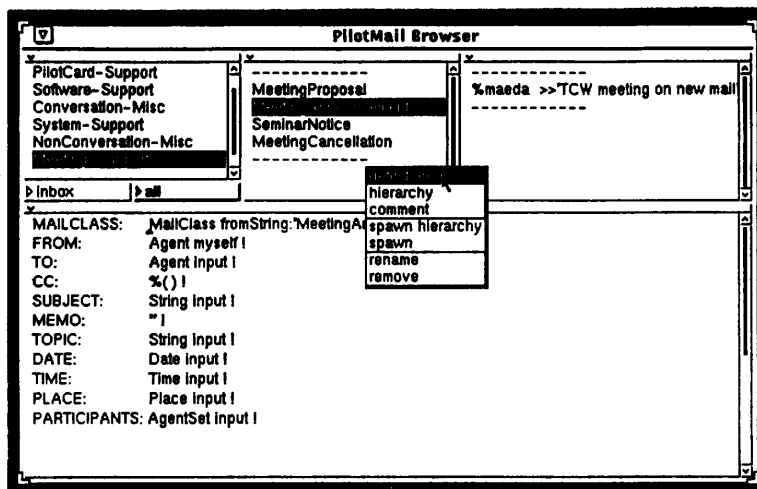 PilotMail Browser
PilotCard-Support
Software-Support
Conversation-Misc
System-Support
NonConversation-Misc
inbox
all
----------
MeetingProposal
SeminarNotice
MeetingCancellation
----------
----------
%maeda >>'TCW meeting on new mail'
----------
hierarchy
comment
spawn hierarchy
spawn
rename
remove
MAILCLASS: MailClass fromString:'MeetingA
FROM: Agent myself !
TO: Agent input !
CC: %( ) !
SUBJECT: String input !
MEMO: '' !
TOPIC: String input !
DATE: Date input !
TIME: Time input !
PLACE: Place input !
PARTICIPANTS: AgentSet input !